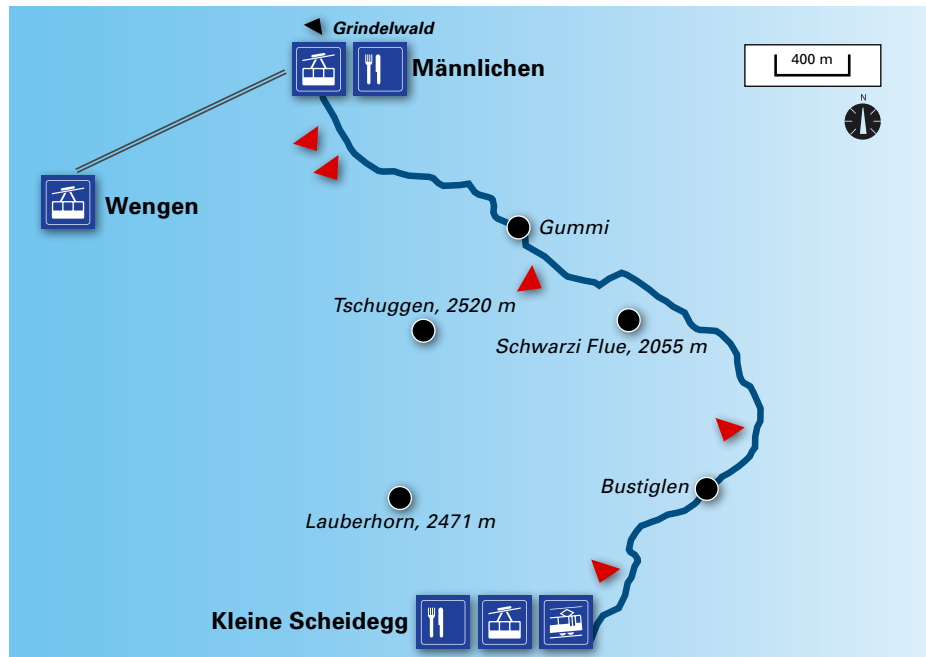 Grindelwald
Männlichen
400 m
N
Wengen
Gummi
Tschuggen, 2520 m
Schwarzi Flue, 2055 m
Bustiglen
Lauberhorn, 2471 m
Kleine Scheidegg